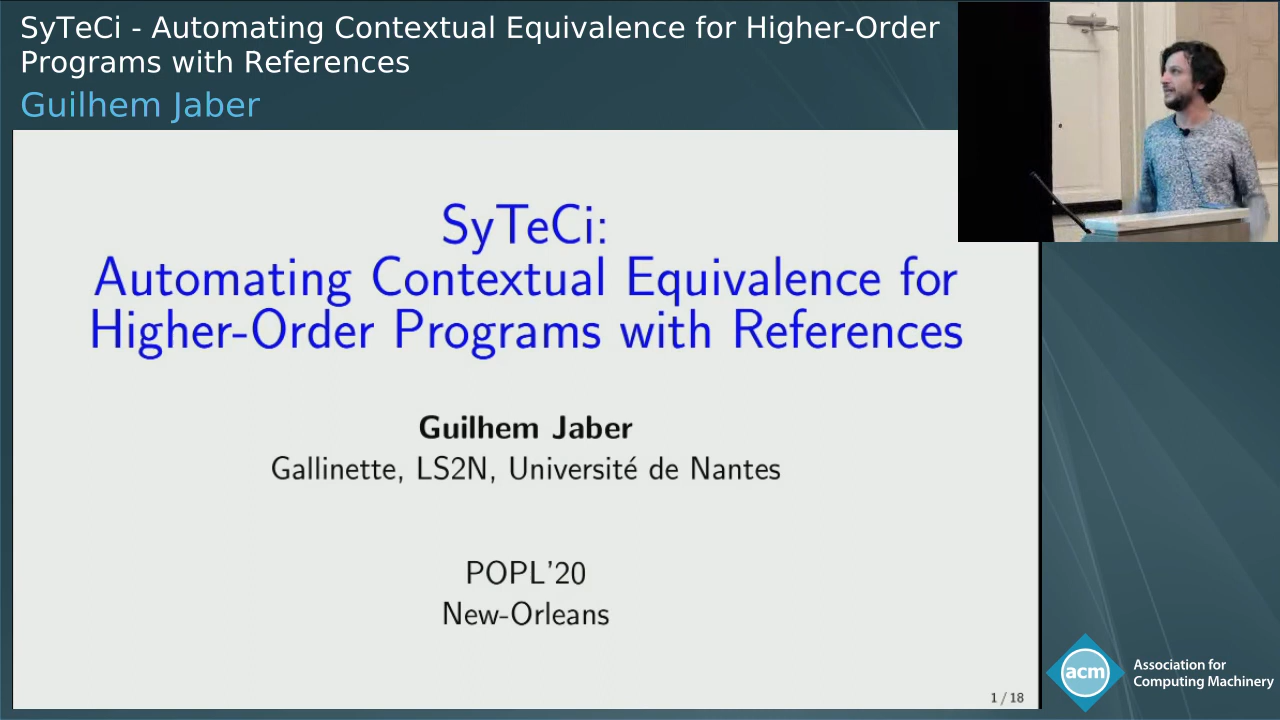 SyTeCi - Automating Contextual Equivalence for Higher-Order
Programs with References
Guilhem Jaber
SyTeCi:
Automating Contextual Equivalence for
Higher-Order Programs with References
Guilhem Jaber
Gallinette, LS2N, Université de Nantes
POPL'20
New-Orleans
1 / 18
acm
Association for
Computing Machinery